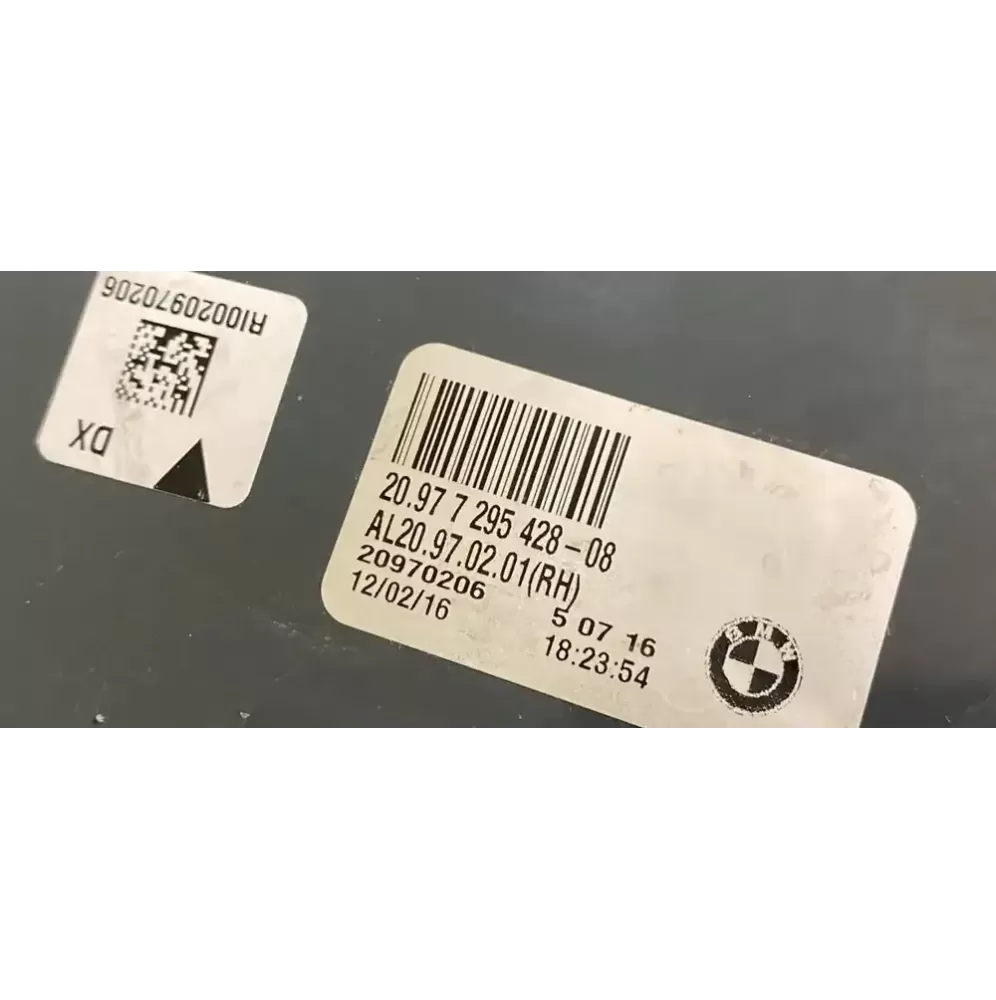 RI0020970206
DX
20.97 7 295 428-08
AL20.97.02.01(RH)
20970206
5 07 16
12/02/16
18:23:54
BMW